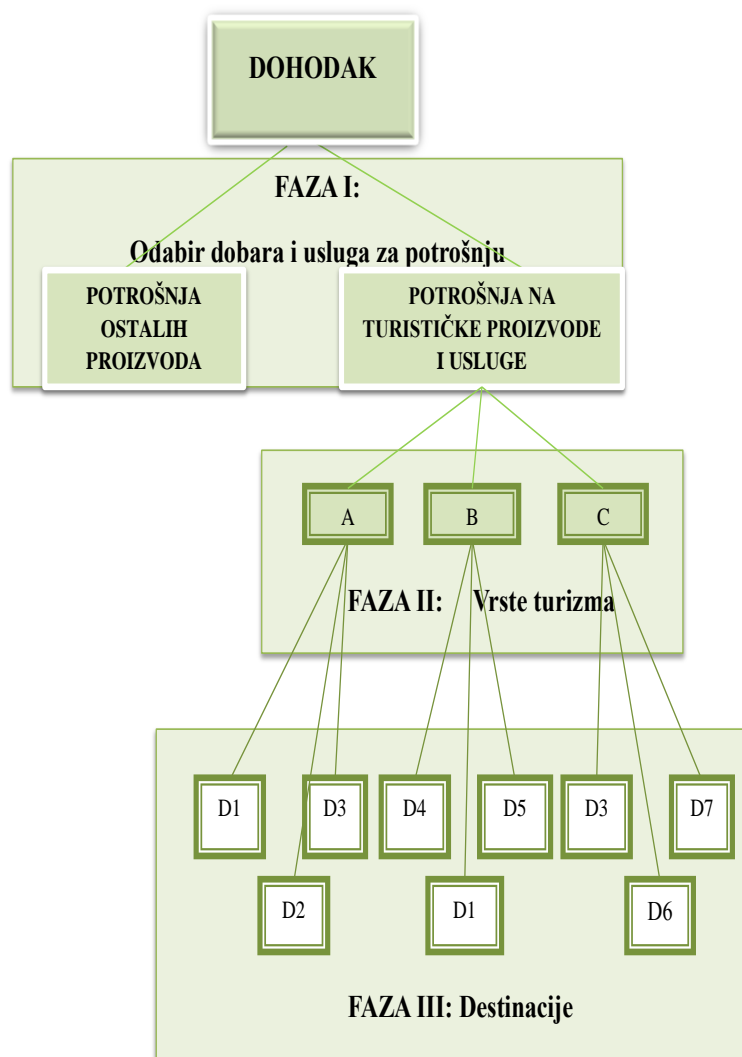 DOHODAK
FAZA I:
Odabir dobara i usluga za potrošnju
POTROŠNJA
OSTALIH
PROIZVODA
POTROŠNJA NA
TURISTIČKE PROIZVODE
I USLUGE
A
B
C
FAZA II: Vrste turizma
D1
D3
D4
D5
D3
D7
D2
D1
D6
FAZA III: Destinacije